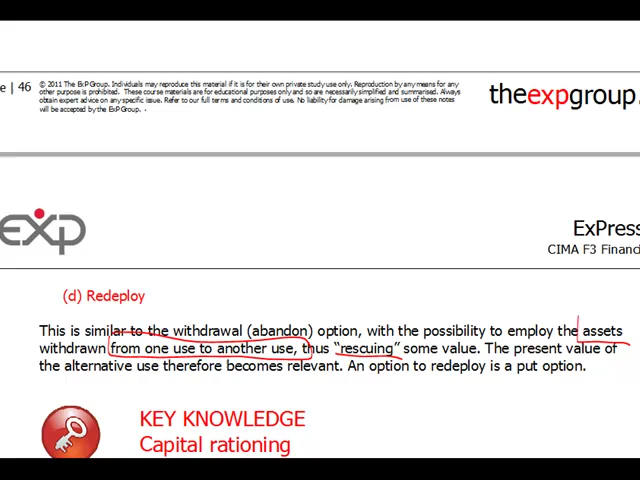 e | 46
© 2011 The ExP Group. Individuals may reproduce this material if it is for their own private study use only. Reproduction by any means for any
other purpose is prohibited. These course materials are for educational purposes only and so are necessarily simplified and summarised. Always
obtain expert advice on any specific issue. Refer to our full terms and conditions of use. No liability for damage arising from use of these notes
will be accepted by the ExP Group.
theexpgroup.
exp
ExPress
CIMA F3 Financi
(d) Redeploy
This is similar to the withdrawal (abandon) option, with the possibility to employ the assets
withdrawn from one use to another use, thus “rescuing” some value. The present value of
the alternative use therefore becomes relevant. An option to redeploy is a put option.
KEY KNOWLEDGE
Capital rationing